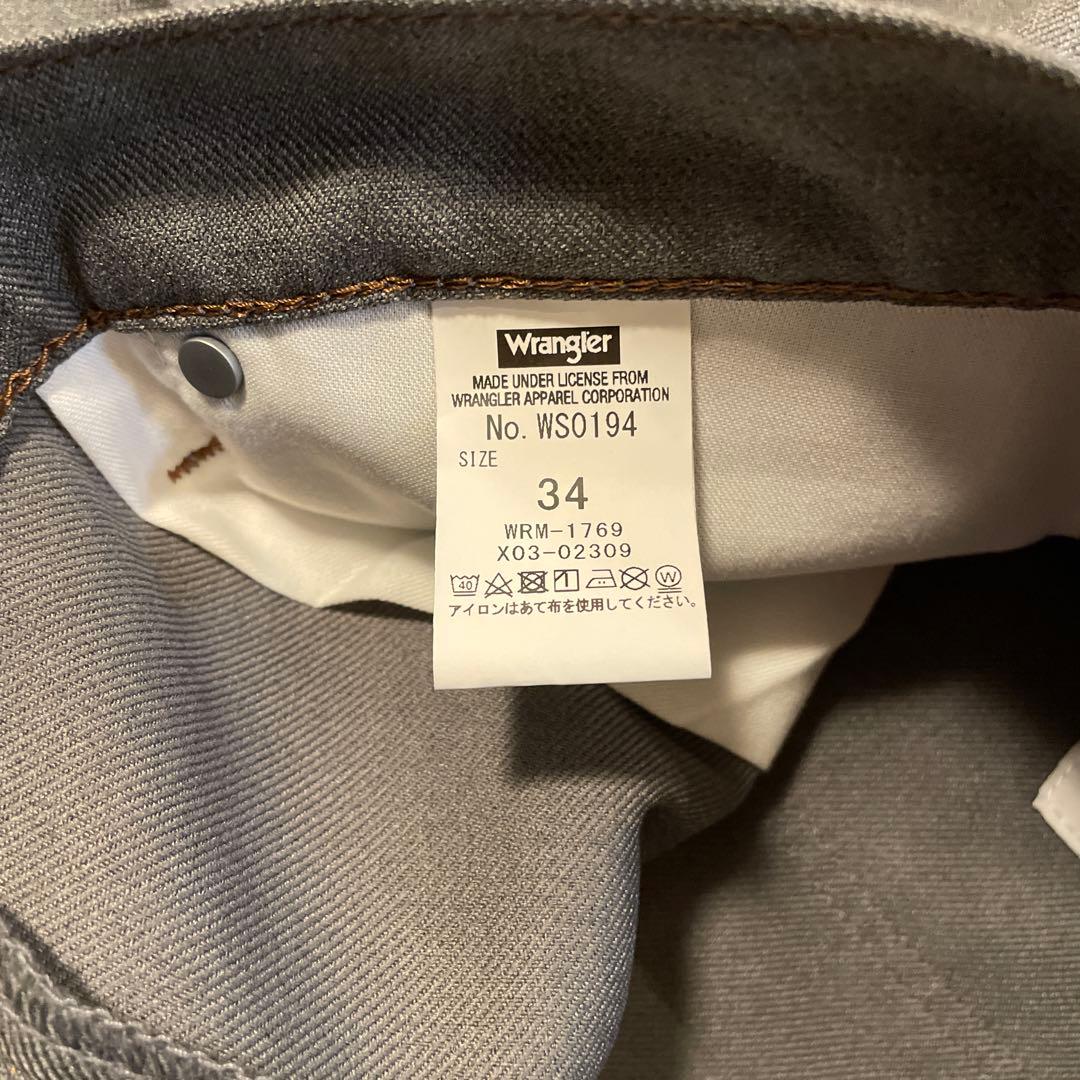 Wrangler
MADE UNDER LICENSE FROM
WRANGLER APPAREL CORPORATION
No. WS0194
SIZE
34
WRM-1769
X03-02309
40 W
アイロンはあて布を使用してください。